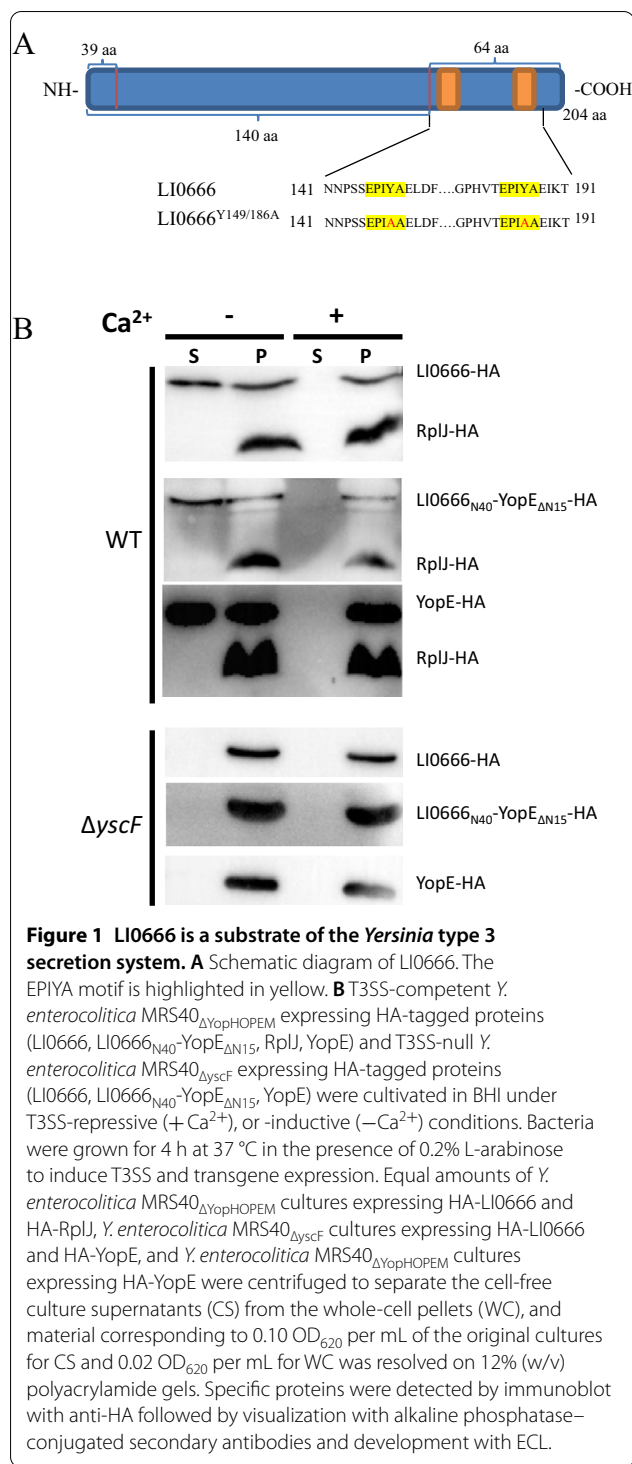 A
39 aa
64 aa
NH-
-COOH
140 aa
204 aa
LI0666 141 NNPSSEPIYAELDF....GPHVTEPIYAEIKT 191
LI0666Y149/186A 141 NNPSSEPIAAELDF....GPHVTEPIAAEIKT 191
B
Ca2+ - +
S P S P
LI0666-HA
RplJ-HA
WT
LI0666N40-YopEΔN15-HA
RplJ-HA
YopE-HA
RplJ-HA
ΔyscF
LI0666-HA
LI0666N40-YopEΔN15-HA
YopE-HA
Figure 1 LI0666 is a substrate of the Yersinia type 3
secretion system. A Schematic diagram of LI0666. The
EPIYA motif is highlighted in yellow. B T3SS-competent Y.
enterocolitica MRS40ΔYopHOPEM expressing HA-tagged proteins
(LI0666, LI0666N40-YopEΔN15, RplJ, YopE) and T3SS-null Y.
enterocolitica MRS40ΔyscF expressing HA-tagged proteins
(LI0666, LI0666N40-YopEΔN15, YopE) were cultivated in BHI under
T3SS-repressive (+ Ca2+), or -inductive (−Ca2+) conditions. Bacteria
were grown for 4 h at 37 °C in the presence of 0.2% L-arabinose
to induce T3SS and transgene expression. Equal amounts of Y.
enterocolitica MRS40ΔYopHOPEM cultures expressing HA-LI0666 and
HA-RplJ, Y. enterocolitica MRS40ΔyscF cultures expressing HA-LI0666
and HA-YopE, and Y. enterocolitica MRS40ΔYopHOPEM cultures
expressing HA-YopE were centrifuged to separate the cell-free
culture supernatants (CS) from the whole-cell pellets (WC), and
material corresponding to 0.10 OD620 per mL of the original cultures
for CS and 0.02 OD620 per mL for WC was resolved on 12% (w/v)
polyacrylamide gels. Specific proteins were detected by immunoblot
with anti-HA followed by visualization with alkaline phosphatase–
conjugated secondary antibodies and development with ECL.